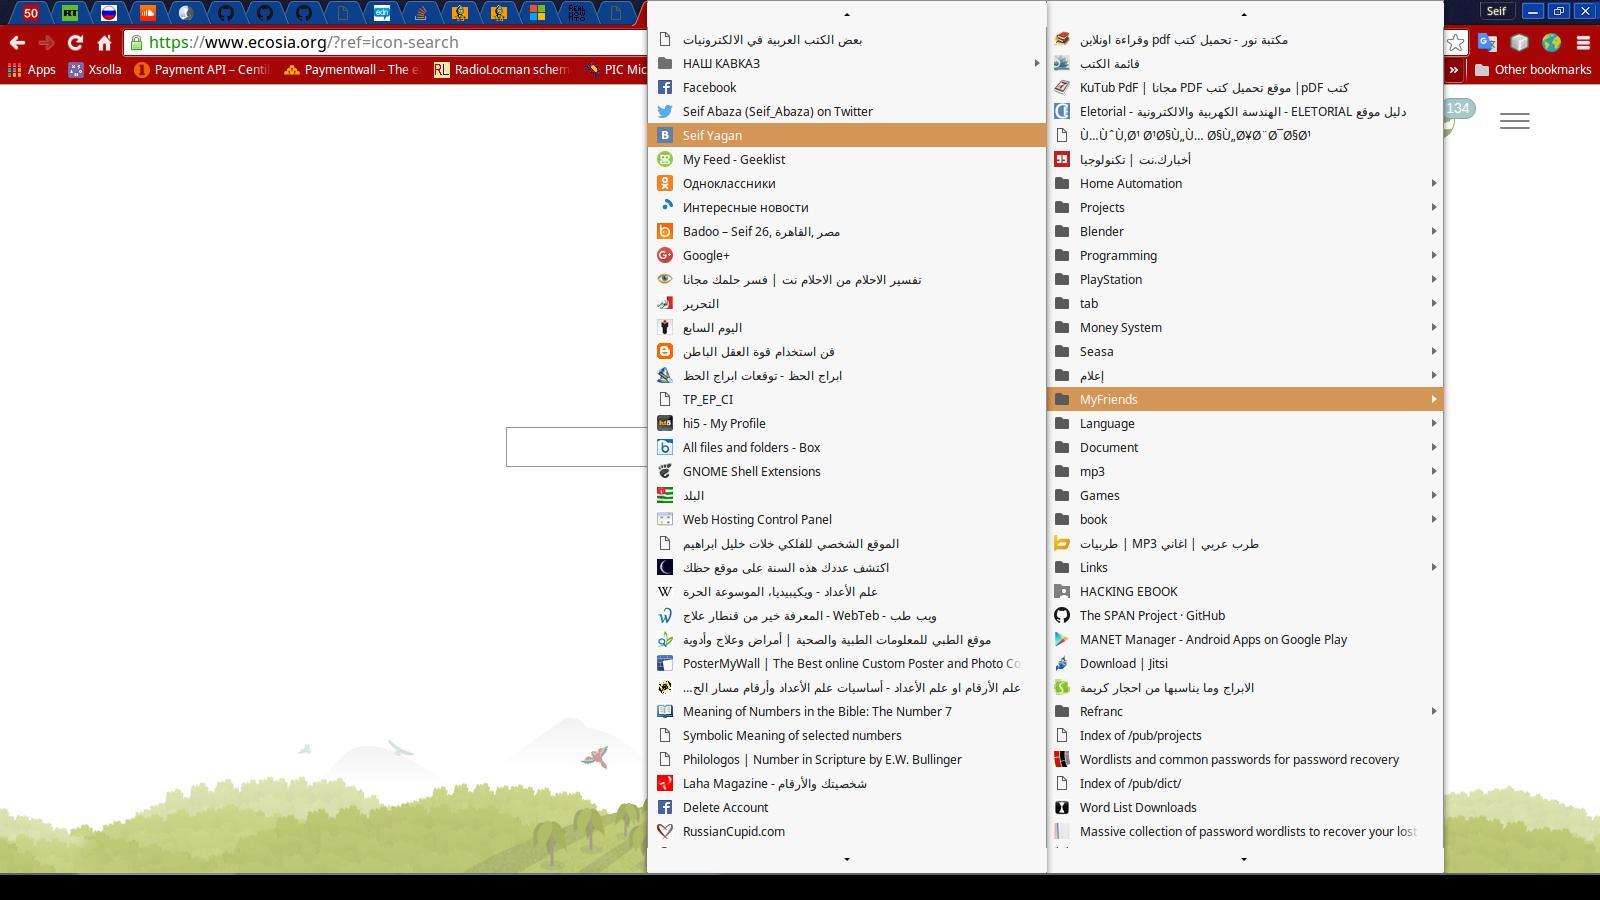 50
Seif
https://www.ecosia.org/?ref=icon-search
Apps
Xsolla
Payment API – Centi
Paymentwall – The e
RadioLocman schem
PIC Mic
»
Other bookmarks
134
بعض الكتب العربية في الالكترونيات
НАШ КАВКАЗ
Facebook
Seif Abaza (Seif_Abaza) on Twitter
Seif Yagan
My Feed - Geeklist
Одноклассники
Интересные новости
Badoo – Seif 26, مصر ,القاهرة
Google+
تفسير الاحلام من الاحلام نت | فسر حلمك مجانا
التحرير
اليوم السابع
فن استخدام قوة العقل الباطن
ابراج الحظ - توقعات ابراج الحظ
TP_EP_CI
hi5 - My Profile
All files and folders - Box
GNOME Shell Extensions
البلد
Web Hosting Control Panel
الموقع الشخصي للفلكي خلات خليل ابراهيم
اكتشف عددك هذه السنة على موقع حظك
علم الأعداد - ويكيبيديا، الموسوعة الحرة
ويب طب - WebTeb - المعرفة خير من قنطار علاج
موقع الطبي للمعلومات الطبية والصحية | أمراض وعلاج وأدوية
PosterMyWall | The Best online Custom Poster and Photo Co
علم الأرقام او علم الأعداد - أساسيات علم الأعداد وأرقام مسار الح...
Meaning of Numbers in the Bible: The Number 7
Symbolic Meaning of selected numbers
Philologos | Number in Scripture by E.W. Bullinger
Laha Magazine - شخصيتك والأرقام
Delete Account
RussianCupid.com
مكتبة نور - تحميل كتب pdf وقراءة اونلاين
قائمة الكتب
KuTub PdF | موقع تحميل كتب PDF مجانا |pDF كتب
Eletorial - الهندسة الكهربية والالكترونية - ELETORIAL دليل موقع
Ù…ÙˆÙ‚Ø¹ Ø¹Ø§Ù„Ù… Ø§Ù„Ø¥Ø¨Ø¯Ø§Ø¹
أخبارك.نت | تكنولوجيا
Home Automation
Projects
Blender
Programming
PlayStation
tab
Money System
Seasa
إعلام
MyFriends
Language
Document
mp3
Games
book
طرب عربي | اغاني MP3 | طربيات
Links
HACKING EBOOK
The SPAN Project · GitHub
MANET Manager - Android Apps on Google Play
Download | Jitsi
الابراج وما يناسبها من احجار كريمة
Refranc
Index of /pub/projects
Wordlists and common passwords for password recovery
Index of /pub/dict/
Word List Downloads
Massive collection of password wordlists to recover your lost